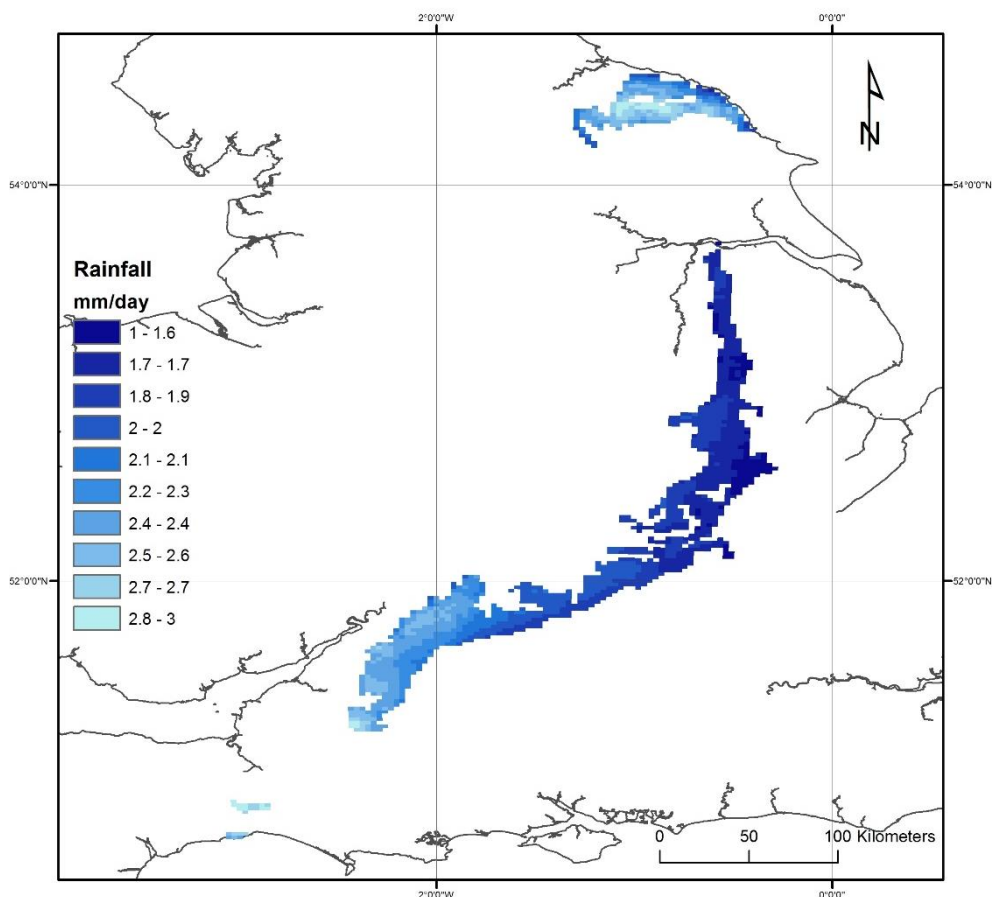 2°0'0"W 0°0'0"
N
54°0'0"N 54°0'0"N
Rainfall
mm/day
1 - 1.6
1.7 - 1.7
1.8 - 1.9
2 - 2
2.1 - 2.1
2.2 - 2.3
2.4 - 2.4
2.5 - 2.6
2.7 - 2.7
2.8 - 3
52°0'0"N 52°0'0"N
0 50 100 Kilometers
2°0'0"W 0°0'0"